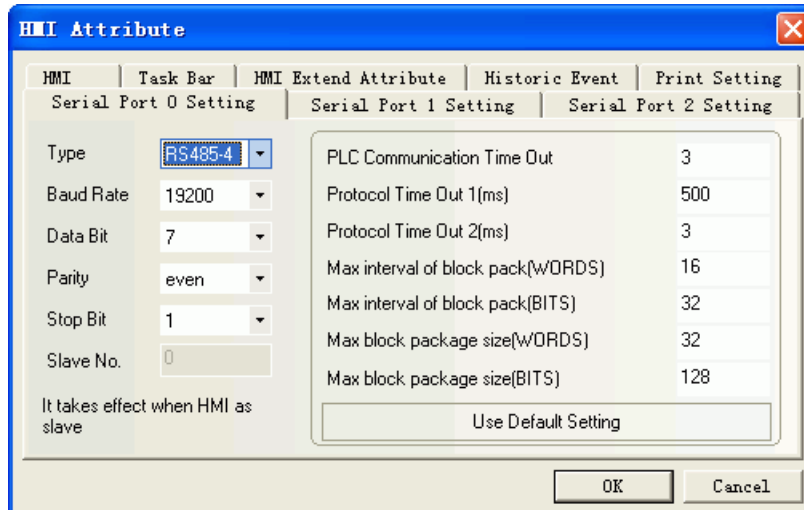 HMI Attribute
HMI
Task Bar
HMI Extend Attribute
Historic Event
Print Setting
Serial Port 0 Setting
Serial Port 1 Setting
Serial Port 2 Setting
Type RS485-4
Baud Rate 19200
Data Bit 7
Parity even
Stop Bit 1
Slave No. 0
It takes effect when HMI as
slave
PLC Communication Time Out 3
Protocol Time Out 1(ms) 500
Protocol Time Out 2(ms) 3
Max interval of block pack(WORDS) 16
Max interval of block pack(BITS) 32
Max block package size(WORDS) 32
Max block package size(BITS) 128
Use Default Setting
OK
Cancel